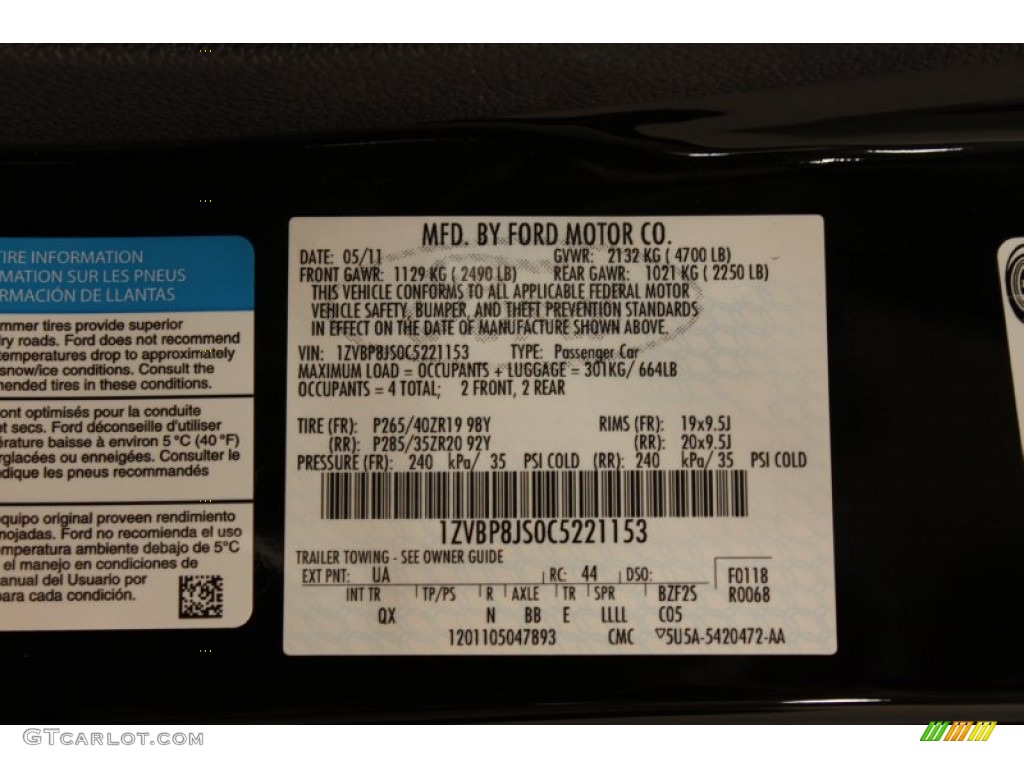 TIRE INFORMATION
MATION SUR LES PNEUS
RMACIÓN DE LLANTAS
mmer tires provide superior
ry roads. Ford does not recommend
temperatures drop to approximately
snow/ice conditions. Consult the
mended tires in these conditions.
ont optimisés pour la conduite
et secs. Ford déconseille d'utiliser
érature baisse à environ 5 °C (40 °F)
erglacées ou enneigées. Consulter le
ndique les pneus recommandés
equipo original proveen rendimiento
mojadas. Ford no recomienda el uso
mperatura ambiente debajo de 5°C
el manejo en condiciones de
anual del Usuario por
para cada condición.
MFD. BY FORD MOTOR CO.
DATE: 05/11 GVWR: 2132 KG ( 4700 LB)
FRONT GAWR: 1129 KG ( 2490 LB) REAR GAWR: 1021 KG ( 2250 LB)
THIS VEHICLE CONFORMS TO ALL APPLICABLE FEDERAL MOTOR
VEHICLE SAFETY, BUMPER, AND THEFT PREVENTION STANDARDS
IN EFFECT ON THE DATE OF MANUFACTURE SHOWN ABOVE.
VIN: 1ZVBP8JS0C5221153 TYPE: Passenger Car
MAXIMUM LOAD = OCCUPANTS + LUGGAGE = 301KG/ 664LB
OCCUPANTS = 4 TOTAL; 2 FRONT, 2 REAR
TIRE (FR): P265/40ZR19 98Y RIMS (FR): 19x9.5J
(RR): P285/35ZR20 92Y (RR): 20x9.5J
PRESSURE (FR): 240 kPa/ 35 PSI COLD (RR): 240 kPa/ 35 PSI COLD
1ZVBP8JS0C5221153
TRAILER TOWING - SEE OWNER GUIDE
EXT PNT: UA RC: 44 DSO: F0118
INT TR TP/PS R AXLE TR SPR BZF2S R0068
QX N BB E LLLL C05
1201105047893 CMC ▽5U5A-5420472-AA
GTcarlot.com